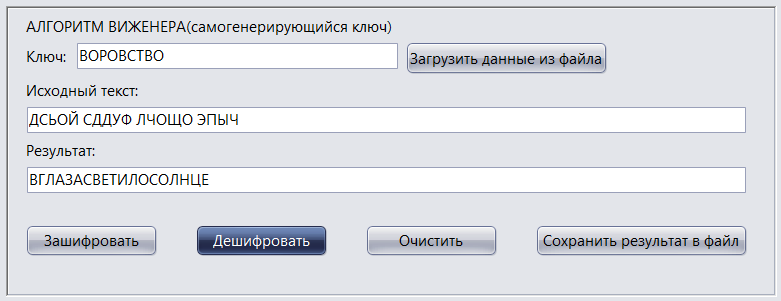 АЛГОРИТМ ВИЖЕНЕРА(самогенерирующийся ключ)
Ключ: ВОРОВСТВО Загрузить данные из файла
Исходный текст:
ДСЬОЙ СДДУФ ЛЧОЩО ЭПЫЧ
Результат:
ВГЛАЗАСВЕТИЛОСОЛНЦЕ
Зашифровать Дешифровать Очистить Сохранить результат в файл